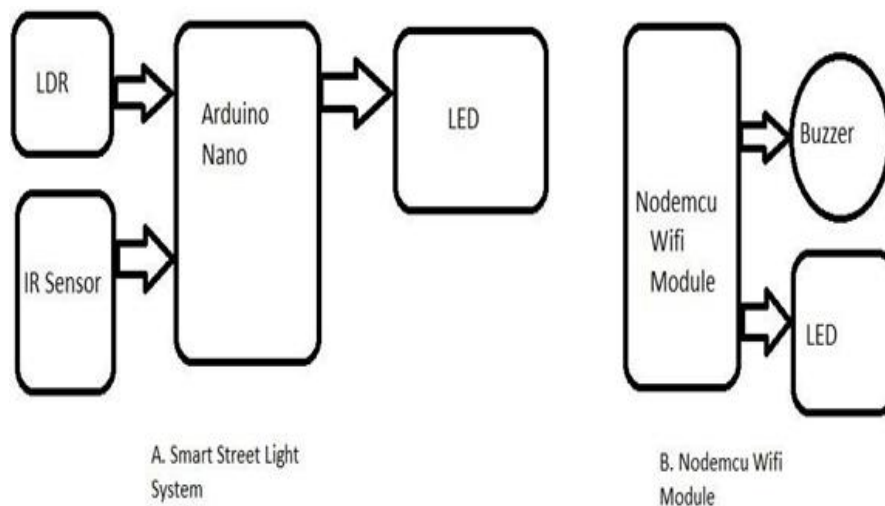 LDR
Arduino
Nano
LED
IR Sensor
A. Smart Street Light
System
Nodemcu
Wifi
Module
Buzzer
LED
B. Nodemcu Wifi
Module